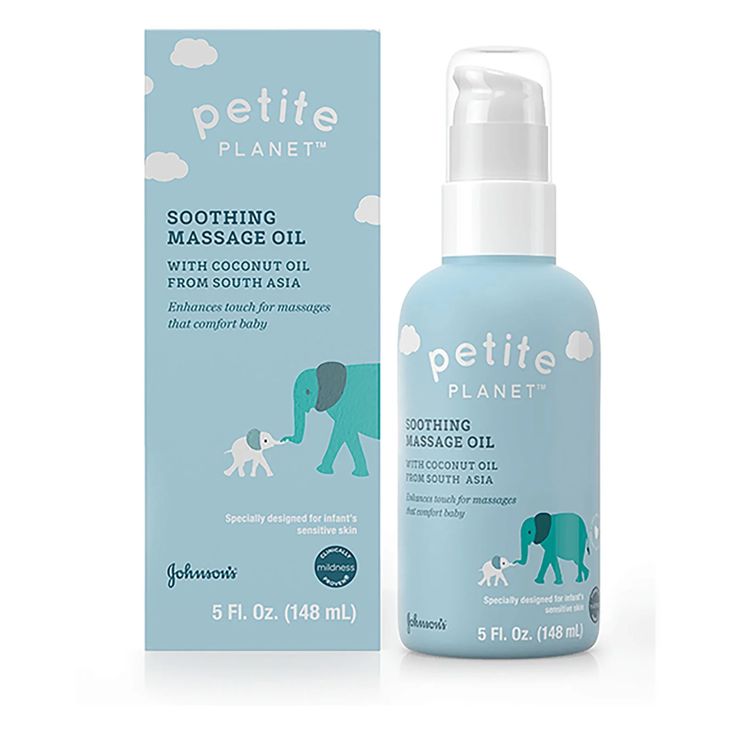 petite
PLANET™
SOOTHING
MASSAGE OIL
WITH COCONUT OIL
FROM SOUTH ASIA
Enhances touch for massages
that comfort baby
Specially designed for infant's
sensitive skin
Johnson's
CLINICALLY
mildness
PROVEN
5 Fl. Oz. (148 mL)
petite
PLANET™
SOOTHING
MASSAGE OIL
WITH COCONUT OIL
FROM SOUTH ASIA
Enhances touch for massages
that comfort baby
Specially designed for infant's
sensitive skin
Johnson's
5 Fl. Oz. (148 mL)